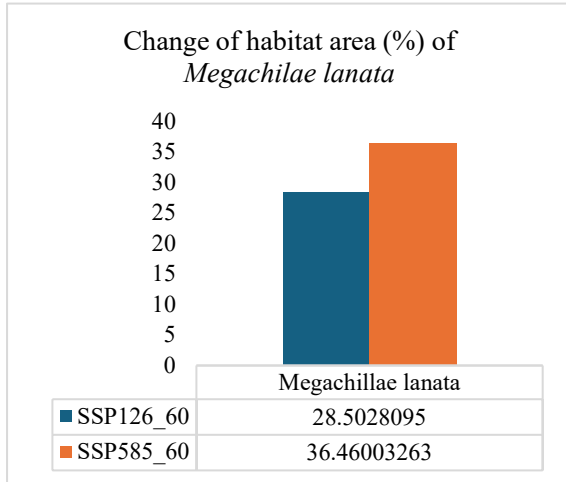 Change of habitat area (%) of
Megachilae lanata
40
35
30
25
20
15
10
5
0
Megachillae lanata
SSP126_60 28.5028095
SSP585_60 36.46003263